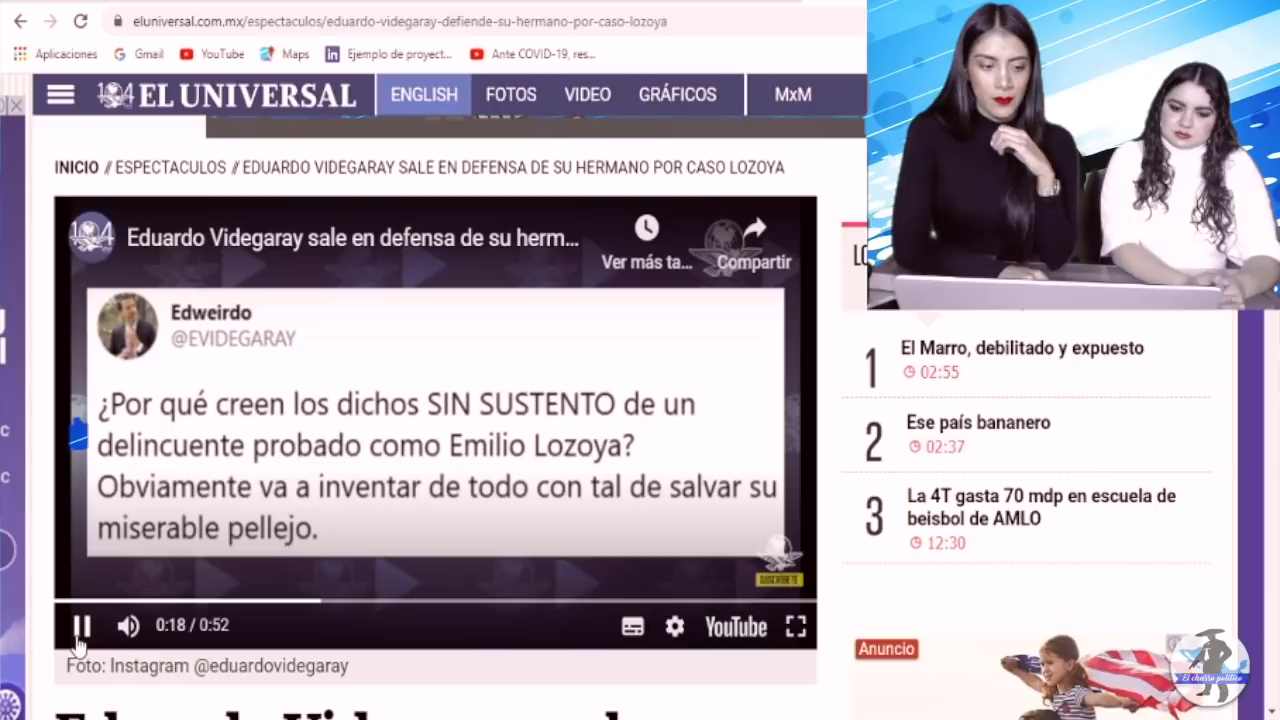 eluniversal.com.mx/espectaculos/eduardo-videgaray-defiende-su-hermano-por-caso-lozoya
Aplicaciones Gmail YouTube Maps Ejemplo de proyect... Ante COVID-19, res...
104 EL UNIVERSAL ENGLISH FOTOS VIDEO GRÁFICOS MxM
INICIO // ESPECTACULOS // EDUARDO VIDEGARAY SALE EN DEFENSA DE SU HERMANO POR CASO LOZOYA
104 Eduardo Videgaray sale en defensa de su herm...
Ver más ta... Compartir
Edweirdo
@EVIDEGARAY
¿Por qué creen los dichos SIN SUSTENTO de un
delincuente probado como Emilio Lozoya?
Obviamente va a inventar de todo con tal de salvar su
miserable pellejo.
SUSCRÍBETE
0:18 / 0:52 YouTube
Foto: Instagram @eduardovidegaray
1 El Marro, debilitado y expuesto
02:55
2 Ese país bananero
02:37
3 La 4T gasta 70 mdp en escuela de
beisbol de AMLO
12:30
Anuncio
El charro político